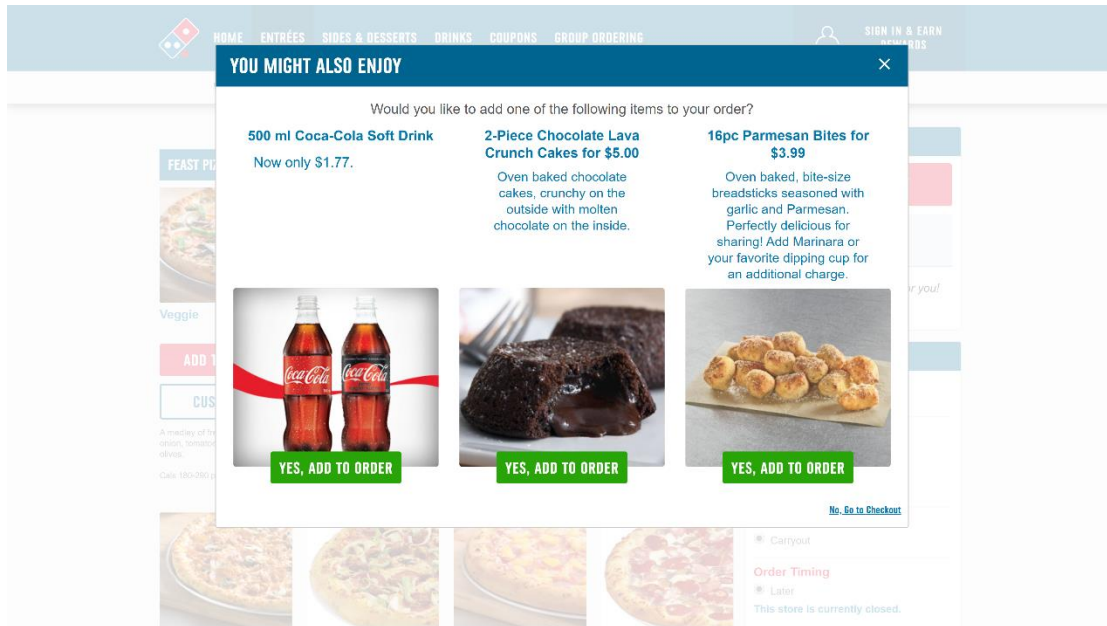 HOME ENTRÉES SIDES & DESSERTS DRINKS COUPONS GROUP ORDERING
SIGN IN & EARN
REWARDS
YOU MIGHT ALSO ENJOY
Would you like to add one of the following items to your order?
500 ml Coca-Cola Soft Drink
Now only $1.77.
2-Piece Chocolate Lava
Crunch Cakes for $5.00
Oven baked chocolate
cakes, crunchy on the
outside with molten
chocolate on the inside.
16pc Parmesan Bites for
$3.99
Oven baked, bite-size
breadsticks seasoned with
garlic and Parmesan.
Perfectly delicious for
sharing! Add Marinara or
your favorite dipping cup for
an additional charge.
Coca-Cola
Coca-Cola
YES, ADD TO ORDER
YES, ADD TO ORDER
YES, ADD TO ORDER
No, Go to Checkout
FEAST
Veggie
ADD
A medley of
onion,
olives
or you!
Carryout
Order Timing
Later
This store is currently closed.